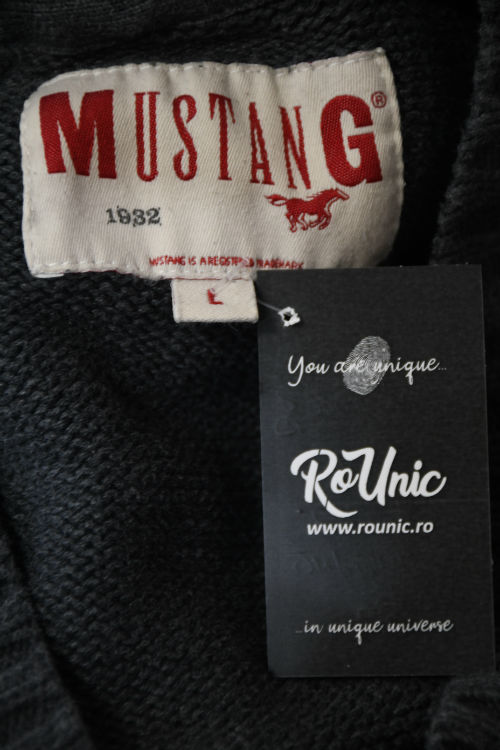 MUSTANG®
1932
MUSTANG IS A REGISTERED TRADEMARK
L
You are unique...
RoUnic
www.rounic.ro
...in unique universe